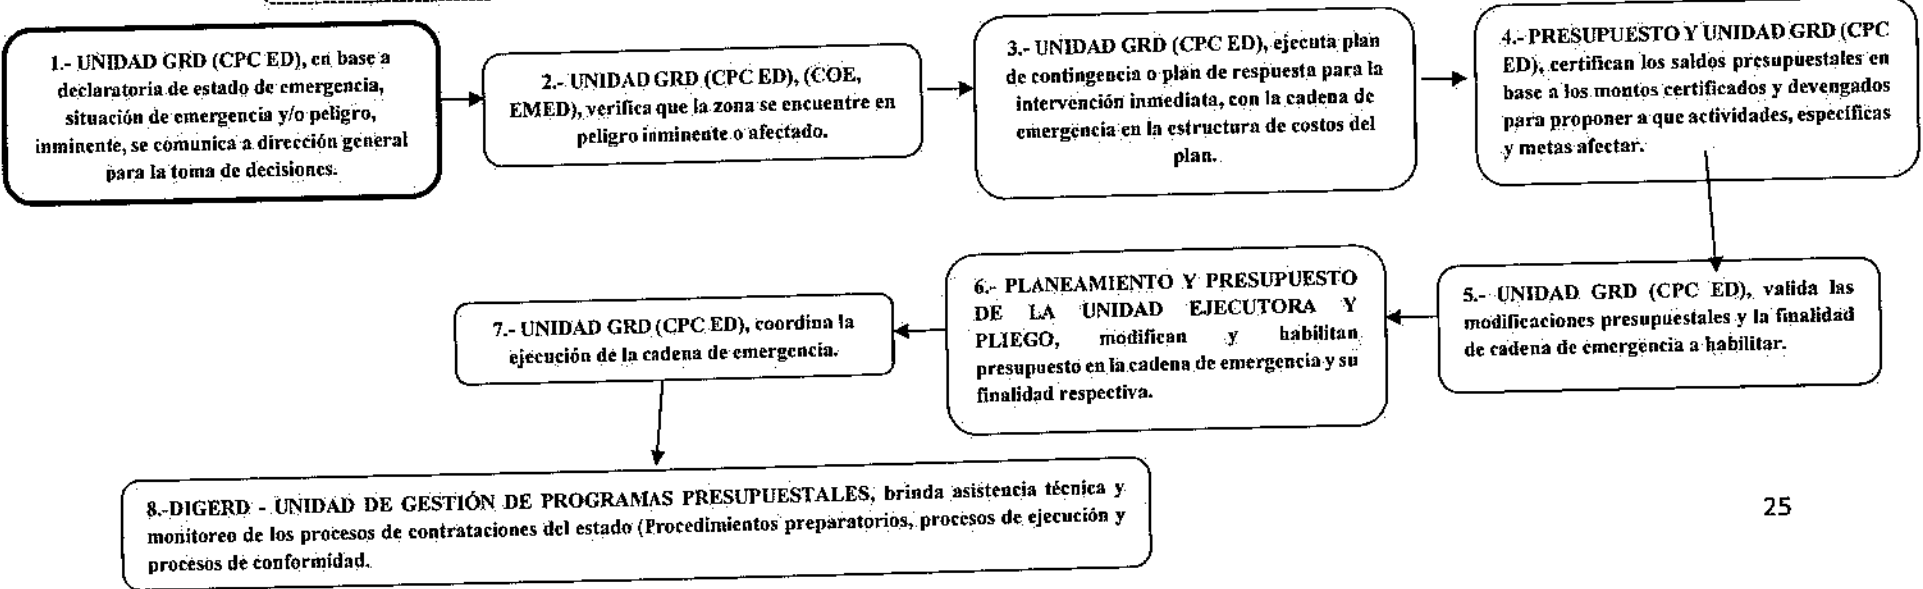 1.- UNIDAD GRD (CPC ED), en base a
declaratoria de estado de emergencia,
situación de emergencia y/o peligro,
inminente, se comunica a dirección general
para la toma de decisiones.
2.- UNIDAD GRD (CPC ED), (COE,
EMED), verifica que la zona se encuentre en
peligro inminente o afectado.
3.- UNIDAD GRD (CPC ED), ejecuta plan
de contingencia o plan de respuesta para la
intervención inmediata, con la cadena de
emergencia en la estructura de costos del
plan.
4.- PRESUPUESTO Y UNIDAD GRD (CPC
ED), certifican los saldos presupuestales en
base a los montos certificados y devengados
para proponer a que actividades, específicas
y metas afectar.
5.- UNIDAD GRD (CPC ED), valida las
modificaciones presupuestales y la finalidad
de cadena de emergencia a habilitar.
6.- PLANEAMIENTO Y PRESUPUESTO
DE LA UNIDAD EJECUTORA Y
PLIEGO, modifican y habilitan
presupuesto en la cadena de emergencia y su
finalidad respectiva.
7.- UNIDAD GRD (CPC ED), coordina la
ejecución de la cadena de emergencia.
8.-DIGERD - UNIDAD DE GESTIÓN DE PROGRAMAS PRESUPUESTALES, brinda asistencia técnica y
monitoreo de los procesos de contrataciones del estado (Procedimientos preparatorios, procesos de ejecución y
procesos de conformidad.
25